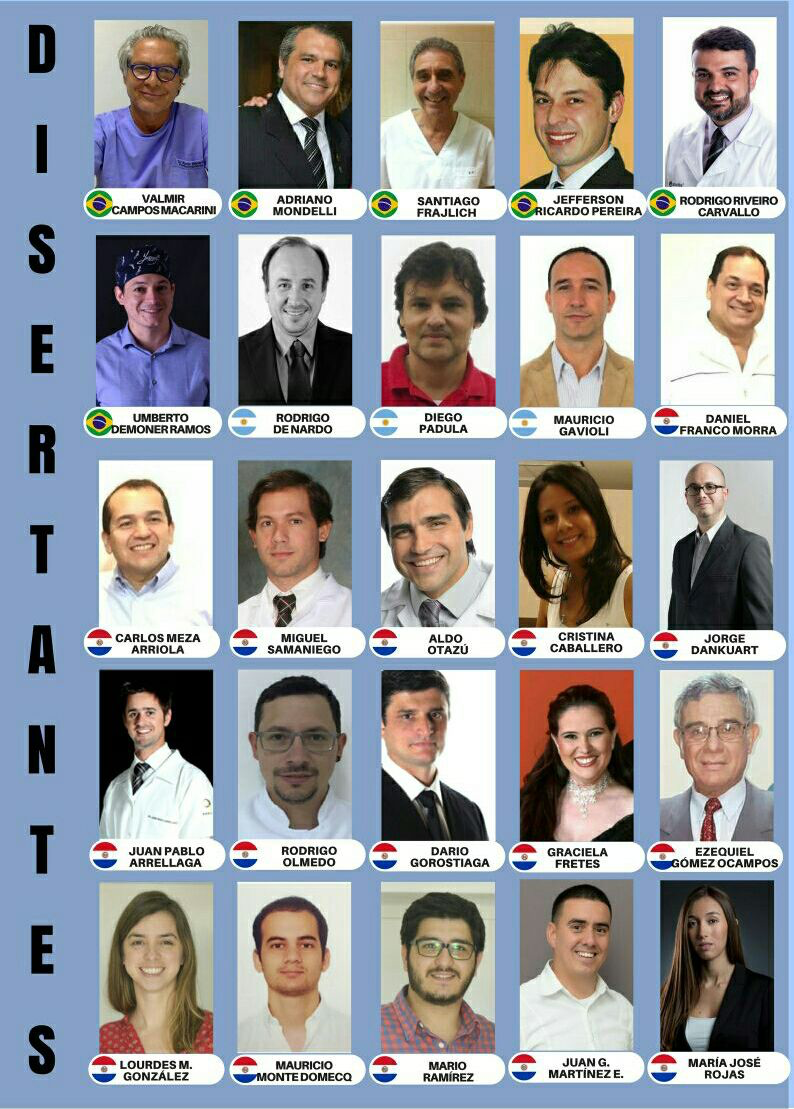 DISERTANTES
VALMIR
CAMPOS MACARINI
ADRIANO
MONDELLI
SANTIAGO
FRAJLICH
JEFFERSON
RICARDO PEREIRA
RODRIGO RIVEIRO
CARVALLO
UMBERTO
DEMONER RAMOS
RODRIGO
DE NARDO
DIEGO
PADULA
MAURICIO
GAVIOLI
DANIEL
FRANCO MORRA
CARLOS MEZA
ARRIOLA
MIGUEL
SAMANIEGO
ALDO
OTAZÚ
CRISTINA
CABALLERO
JORGE
DANKUART
JUAN PABLO
ARRELLAGA
RODRIGO
OLMEDO
DARIO
GOROSTIAGA
GRACIELA
FRETES
EZEQUIEL
GÓMEZ OCAMPOS
LOURDES M.
GONZÁLEZ
MAURICIO
MONTE DOMECQ
MARIO
RAMÍREZ
JUAN G.
MARTÍNEZ E.
MARÍA JOSÉ
ROJAS